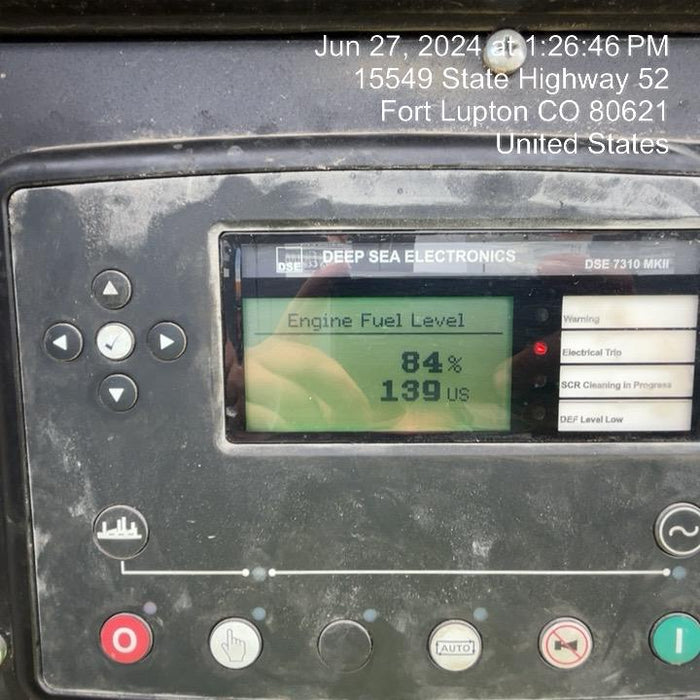 Jun 27, 2024 at 1:26:46 PM
15549 State Highway 52
Fort Lupton CO 80621
United States
DSE DEEP SEA ELECTRONICS
DSE 7310 MKII
Engine Fuel Level
84%
139 US
Warning
Electrical Trip
SCR Cleaning in Progress
DEF Level Low
O
AUTO
I